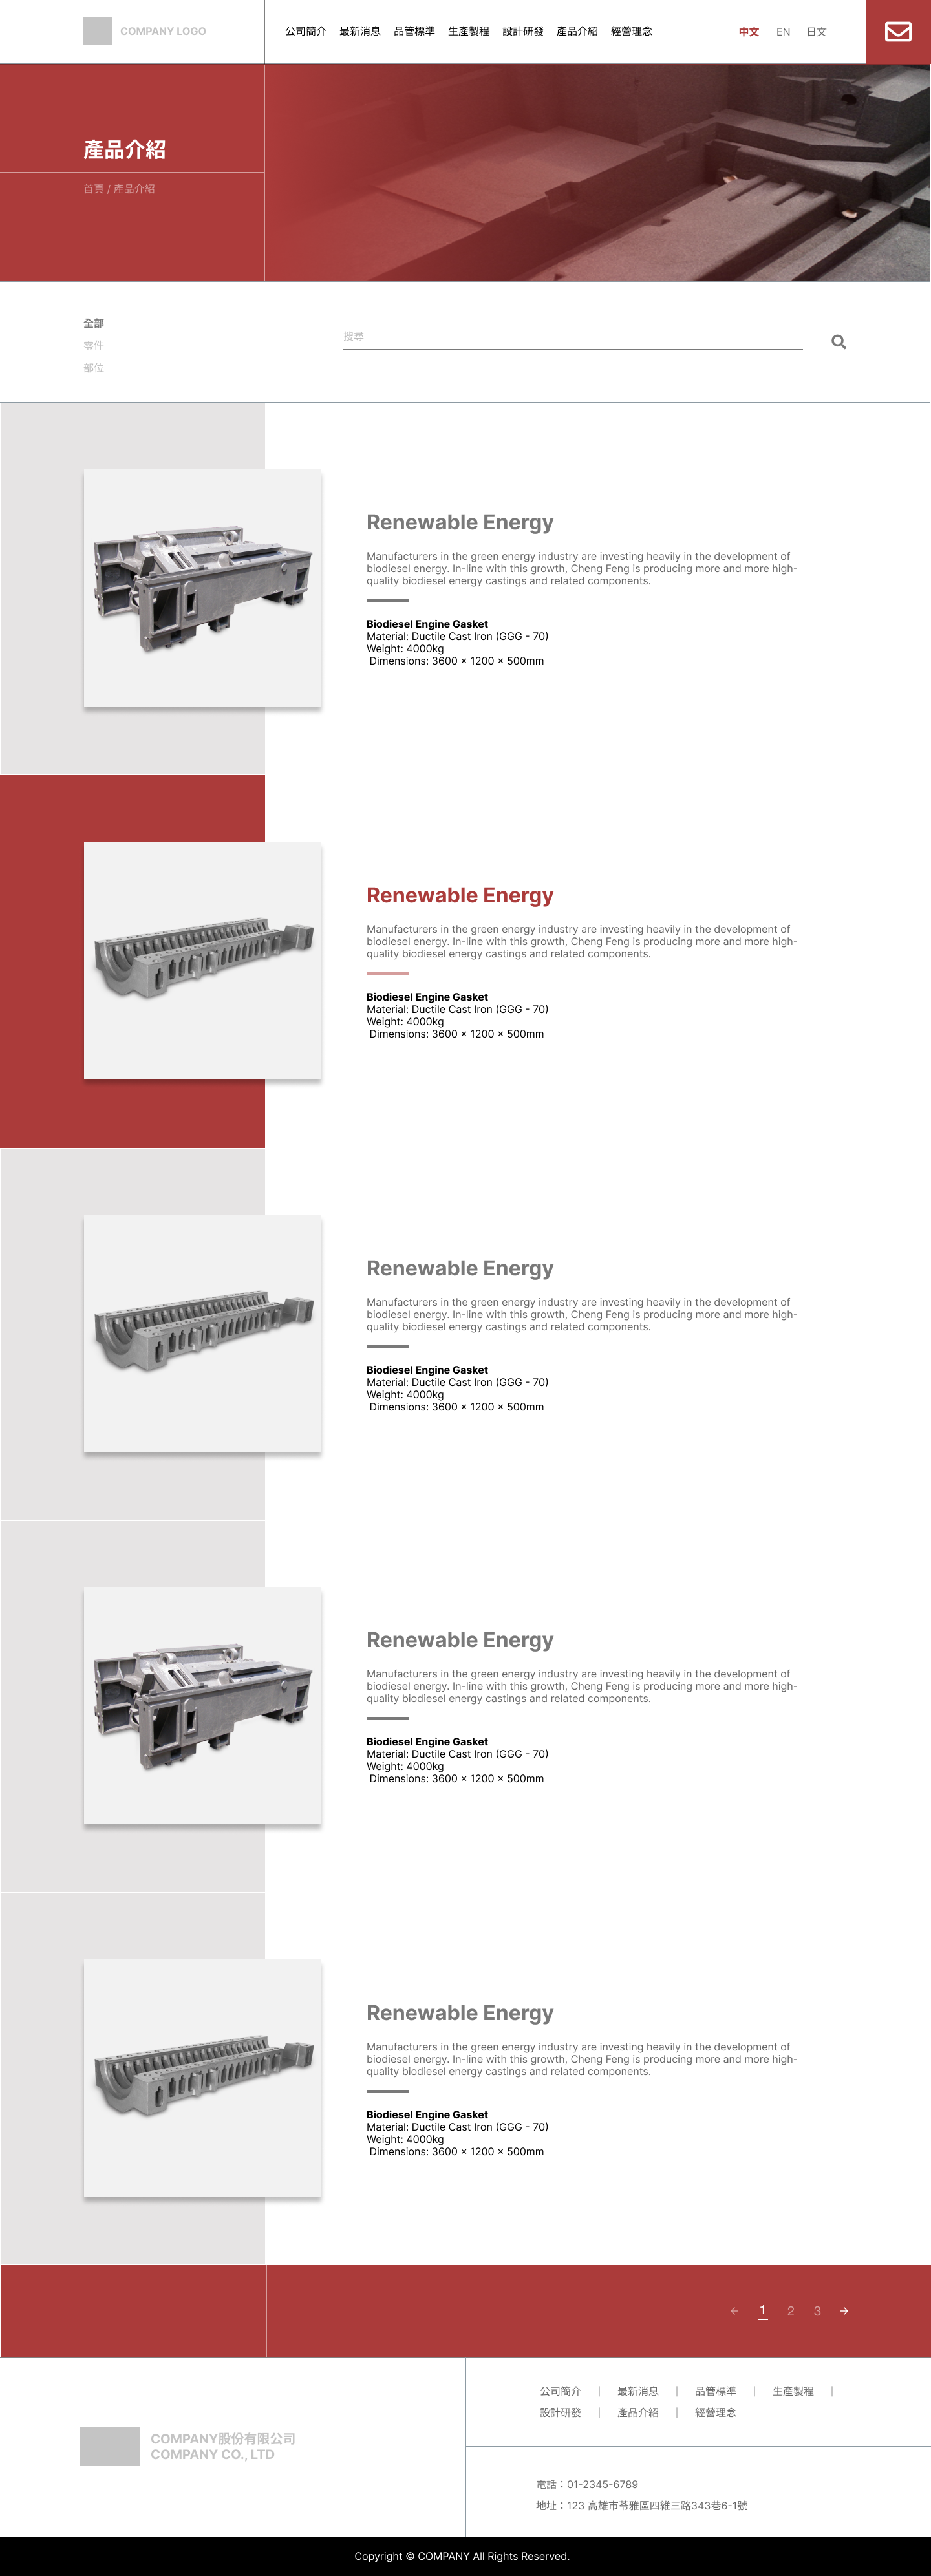 COMPANY LOGO
公司簡介 最新消息 品管標準 生產製程 設計研發 產品介紹 經營理念
中文 EN 日文
產品介紹
首頁 / 產品介紹
全部
零件
部位
搜尋
Renewable Energy
Manufacturers in the green energy industry are investing heavily in the development of
biodiesel energy. In-line with this growth, Cheng Feng is producing more and more high-
quality biodiesel energy castings and related components.
Biodiesel Engine Gasket
Material: Ductile Cast Iron (GGG - 70)
Weight: 4000kg
Dimensions: 3600 × 1200 × 500mm
Renewable Energy
Manufacturers in the green energy industry are investing heavily in the development of
biodiesel energy. In-line with this growth, Cheng Feng is producing more and more high-
quality biodiesel energy castings and related components.
Biodiesel Engine Gasket
Material: Ductile Cast Iron (GGG - 70)
Weight: 4000kg
Dimensions: 3600 × 1200 × 500mm
Renewable Energy
Manufacturers in the green energy industry are investing heavily in the development of
biodiesel energy. In-line with this growth, Cheng Feng is producing more and more high-
quality biodiesel energy castings and related components.
Biodiesel Engine Gasket
Material: Ductile Cast Iron (GGG - 70)
Weight: 4000kg
Dimensions: 3600 × 1200 × 500mm
Renewable Energy
Manufacturers in the green energy industry are investing heavily in the development of
biodiesel energy. In-line with this growth, Cheng Feng is producing more and more high-
quality biodiesel energy castings and related components.
Biodiesel Engine Gasket
Material: Ductile Cast Iron (GGG - 70)
Weight: 4000kg
Dimensions: 3600 × 1200 × 500mm
Renewable Energy
Manufacturers in the green energy industry are investing heavily in the development of
biodiesel energy. In-line with this growth, Cheng Feng is producing more and more high-
quality biodiesel energy castings and related components.
Biodiesel Engine Gasket
Material: Ductile Cast Iron (GGG - 70)
Weight: 4000kg
Dimensions: 3600 × 1200 × 500mm
← 1 2 3 →
公司簡介 | 最新消息 | 品管標準 | 生產製程 |
設計研發 | 產品介紹 | 經營理念
COMPANY股份有限公司
COMPANY CO., LTD
電話：01-2345-6789
地址：123 高雄市苓雅區四維三路343巷6-1號
Copyright © COMPANY All Rights Reserved.